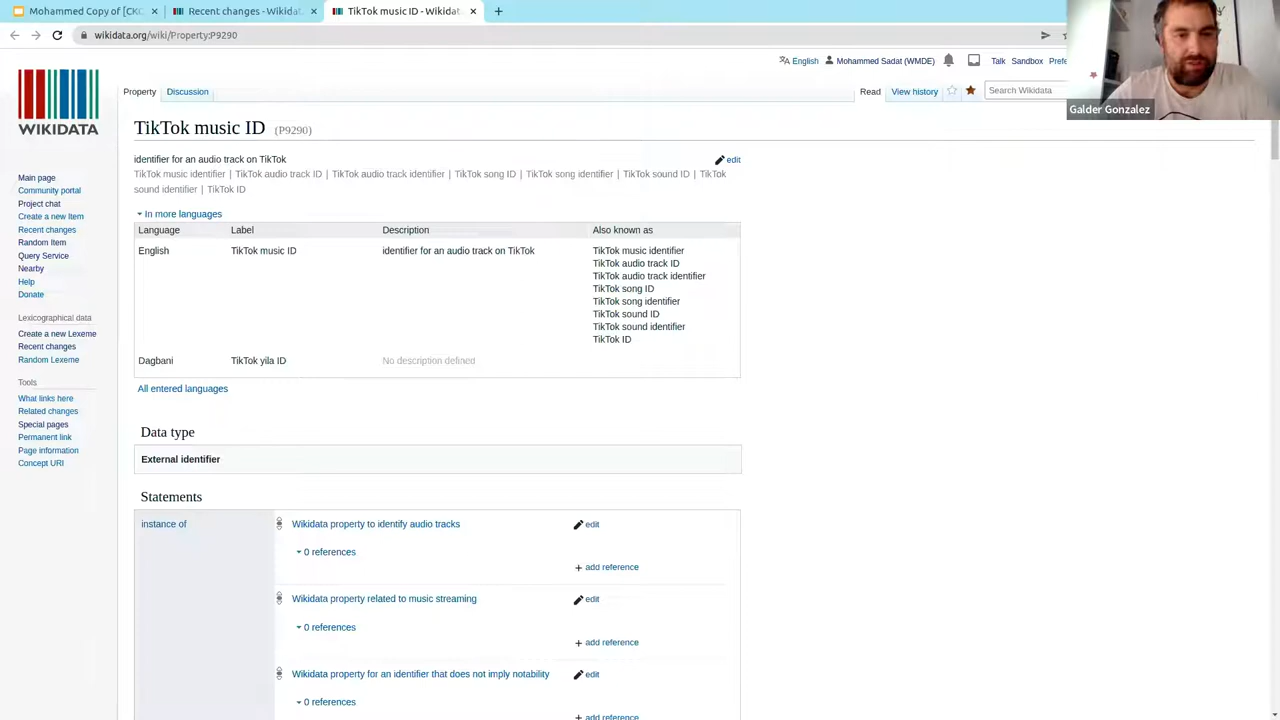 Mohammed Copy of [CKC
Recent changes - Wikidat
TikTok music ID - Wikidat
wikidata.org/wiki/Property:P9290
English Mohammed Sadat (WMDE) Talk Sandbox Prefe
Galder Gonzalez
WIKIDATA
Property Discussion Read View history Search Wikidata
TikTok music ID (P9290)
identifier for an audio track on TikTok edit
TikTok music identifier | TikTok audio track ID | TikTok audio track identifier | TikTok song ID | TikTok song identifier | TikTok sound ID | TikTok
sound identifier | TikTok ID
In more languages
Language Label Description Also known as
English TikTok music ID identifier for an audio track on TikTok TikTok music identifier
TikTok audio track ID
TikTok audio track identifier
TikTok song ID
TikTok song identifier
TikTok sound ID
TikTok sound identifier
TikTok ID
Dagbani TikTok yila ID No description defined
All entered languages
Data type
External identifier
Statements
instance of Wikidata property to identify audio tracks edit
0 references
+ add reference
Wikidata property related to music streaming edit
0 references
+ add reference
Wikidata property for an identifier that does not imply notability edit
0 references
+ add reference
Main page
Community portal
Project chat
Create a new Item
Recent changes
Random Item
Query Service
Nearby
Help
Donate
Lexicographical data
Create a new Lexeme
Recent changes
Random Lexeme
Tools
What links here
Related changes
Special pages
Permanent link
Page information
Concept URI